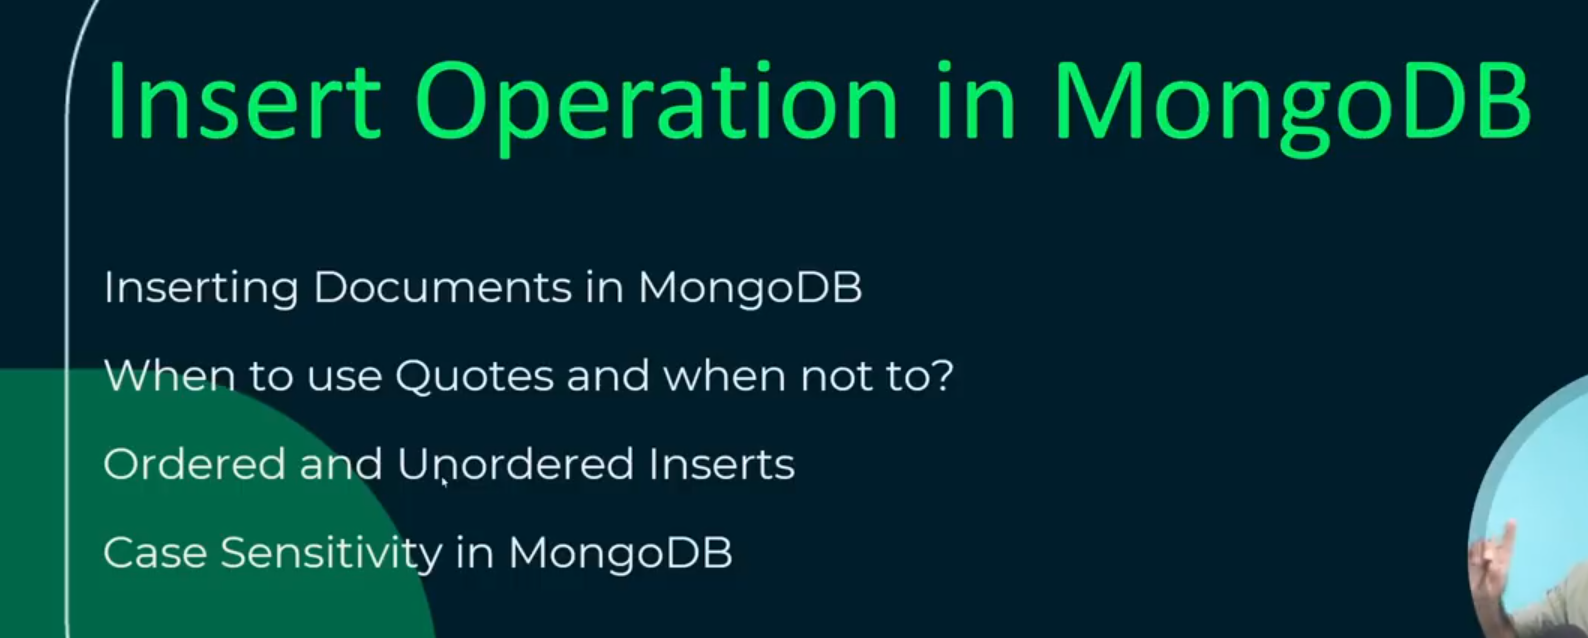 Insert Operation in MongoDB
Inserting Documents in MongoDB
When to use Quotes and when not to?
Ordered and Unordered Inserts
Case Sensitivity in MongoDB